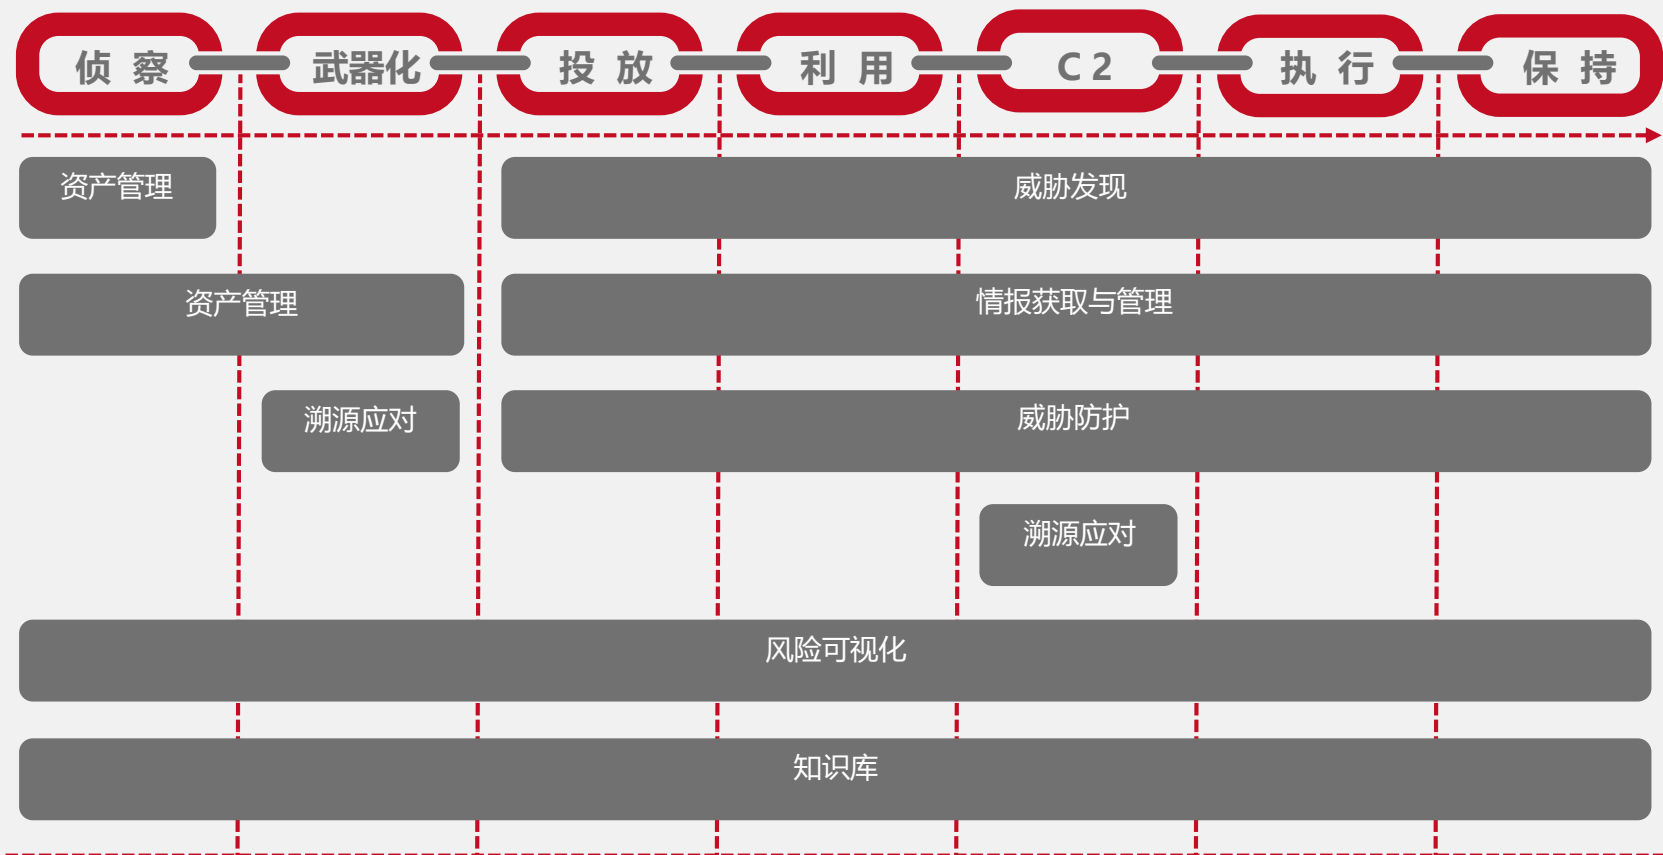 侦 察 武器化 投 放 利 用 C2 执 行 保 持
资产管理 威胁发现
资产管理 情报获取与管理
溯源应对 威胁防护
溯源应对
风险可视化
知识库